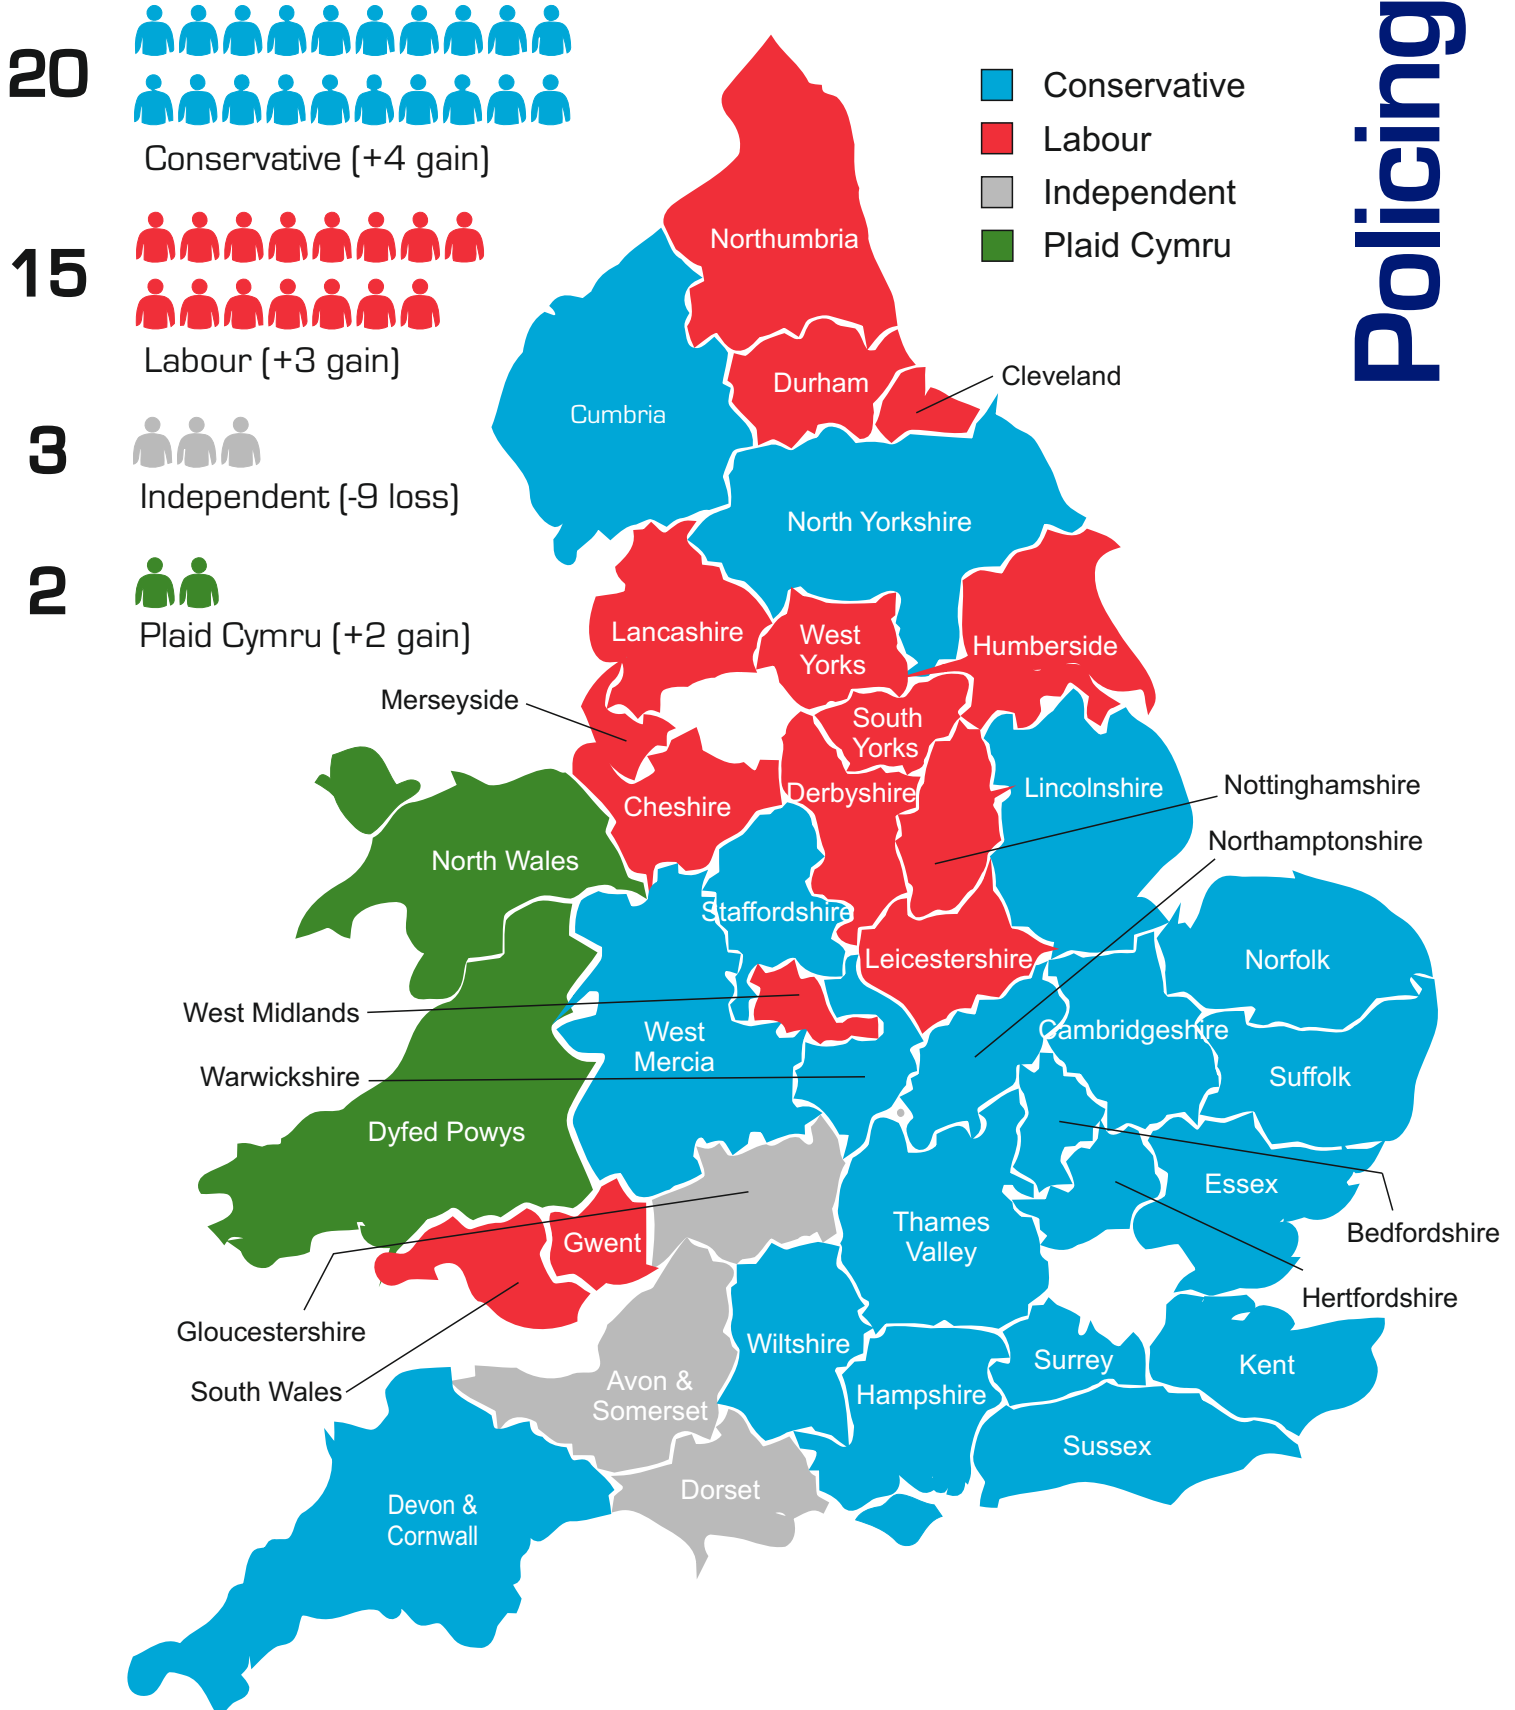 20
Conservative (+4 gain)
15
Labour (+3 gain)
3
Independent (-9 loss)
2
Plaid Cymru (+2 gain)
Conservative
Labour
Independent
Plaid Cymru
Policing
Northumbria
Durham
Cleveland
Cumbria
North Yorkshire
Lancashire
West
Yorks
Humberside
Merseyside
South
Yorks
Cheshire
Derbyshire
Lincolnshire
Nottinghamshire
Northamptonshire
North Wales
Staffordshire
Leicestershire
Norfolk
West Midlands
West
Mercia
Cambridgeshire
Warwickshire
Suffolk
Dyfed Powys
Essex
Bedfordshire
Thames
Valley
Gwent
Hertfordshire
Gloucestershire
Wiltshire
Surrey
Kent
South Wales
Avon &
Somerset
Hampshire
Sussex
Dorset
Devon &
Cornwall